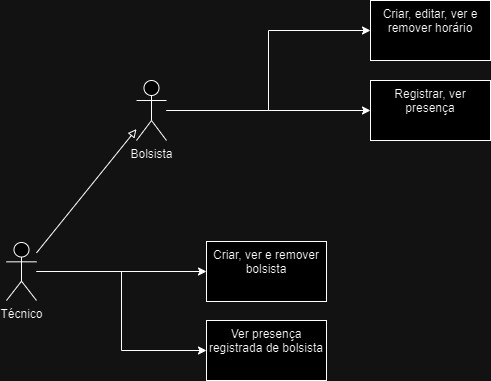 Criar, editar, ver e
remover horário
Registrar, ver
presença
Bolsista
Criar, ver e remover
bolsista
Técnico
Ver presença
registrada de bolsista